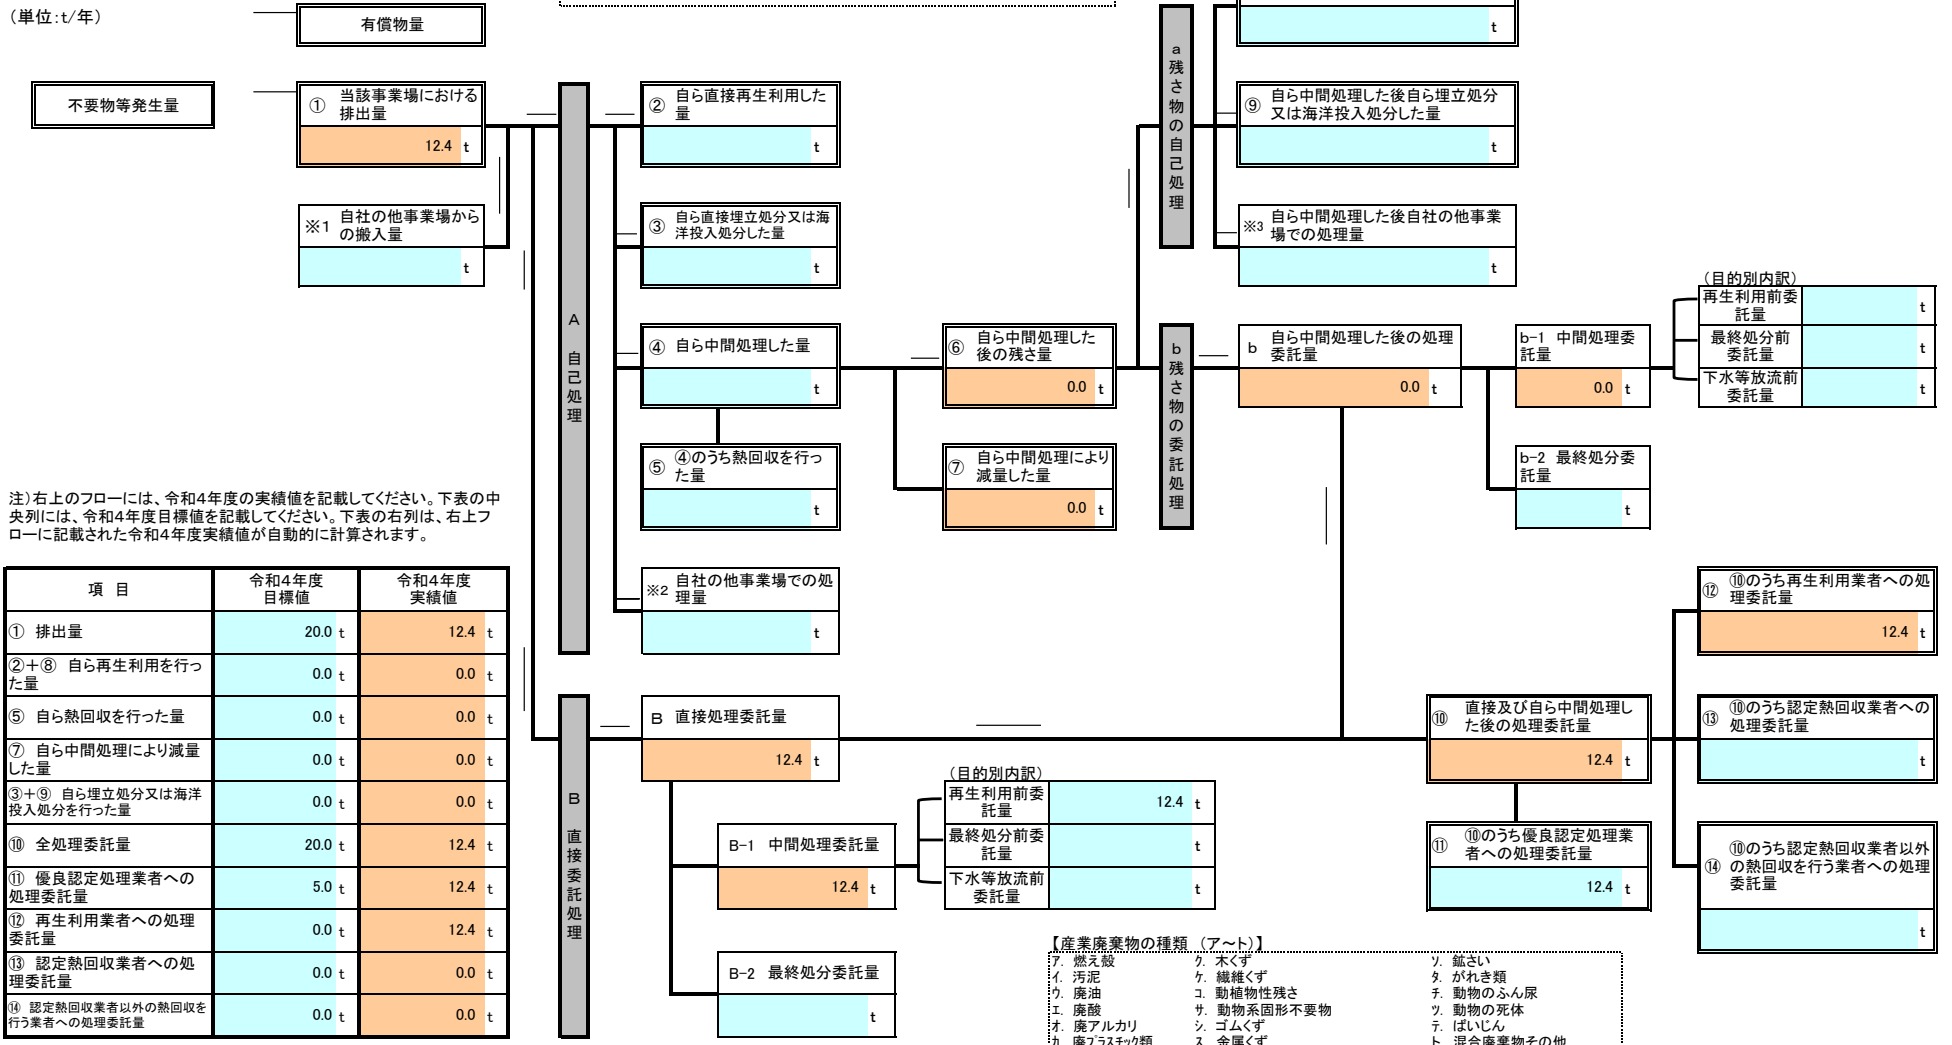 (単位:t/年)
有償物量
t
不要物等発生量
① 当該事業場における
排出量
12.4 t
② 自ら直接再生利用した
量
t
a 残さ物の自己処理
⑨ 自ら中間処理した後自ら埋立処分
又は海洋投入処分した量
t
※1 自社の他事業場から
の搬入量
t
③ 自ら直接埋立処分又は海
洋投入処分した量
t
※3 自ら中間処理した後自社の他事業
場での処理量
t
A 自己処理
④ 自ら中間処理した量
t
⑥ 自ら中間処理した
後の残さ量
0.0 t
b 残さ物の委託処理
b 自ら中間処理した後の処理
委託量
0.0 t
b-1 中間処理委
託量
0.0 t
(目的別内訳)
再生利用前委
託量
t
最終処分前
委託量
t
下水等放流前
委託量
t
⑤ ④のうち熱回収を行っ
た量
t
⑦ 自ら中間処理により
減量した量
0.0 t
b-2 最終処分委
託量
t
注)右上のフローには、令和4年度の実績値を記載してください。下表の中
央列には、令和4年度目標値を記載してください。下表の右列は、右上フ
ローに記載された令和4年度実績値が自動的に計算されます。
※2 自社の他事業場での処
理量
t
項 目
令和4年度
目標値
令和4年度
実績値
① 排出量
20.0 t
12.4 t
②+⑧ 自ら再生利用を行っ
た量
0.0 t
0.0 t
⑤ 自ら熱回収を行った量
0.0 t
0.0 t
⑦ 自ら中間処理により減量
した量
0.0 t
0.0 t
③+⑨ 自ら埋立処分又は海洋
投入処分を行った量
0.0 t
0.0 t
⑩ 全処理委託量
20.0 t
12.4 t
⑪ 優良認定処理業者への
処理委託量
5.0 t
12.4 t
⑫ 再生利用業者への処理
委託量
0.0 t
12.4 t
⑬ 認定熱回収業者への処
理委託量
0.0 t
0.0 t
⑭ 認定熱回収業者以外の熱回収を
行う業者への処理委託量
0.0 t
0.0 t
B 直接委託処理
B 直接処理委託量
12.4 t
B-1 中間処理委託量
12.4 t
(目的別内訳)
再生利用前委
託量
12.4 t
最終処分前委
託量
t
下水等放流前
委託量
t
B-2 最終処分委託量
t
⑩ 直接及び自ら中間処理し
た後の処理委託量
12.4 t
⑪ ⑩のうち優良認定処理業
者への処理委託量
12.4 t
⑫ ⑩のうち再生利用業者への処
理委託量
12.4 t
⑬ ⑩のうち認定熱回収業者への
処理委託量
t
⑭ ⑩のうち認定熱回収業者以外
の熱回収を行う業者への処理
委託量
t
【産業廃棄物の種類 (ア~ト)】
ア. 燃え殻 ク. 木くず ソ. 鉱さい
イ. 汚泥 ケ. 繊維くず タ. がれき類
ウ. 廃油 コ. 動植物性残さ チ. 動物のふん尿
エ. 廃酸 サ. 動物系固形不要物 ツ. 動物の死体
オ. 廃アルカリ シ. ゴムくず テ. ばいじん
カ. 廃プラスチック類 ス. 金属くず ト. 混合廃棄物その他